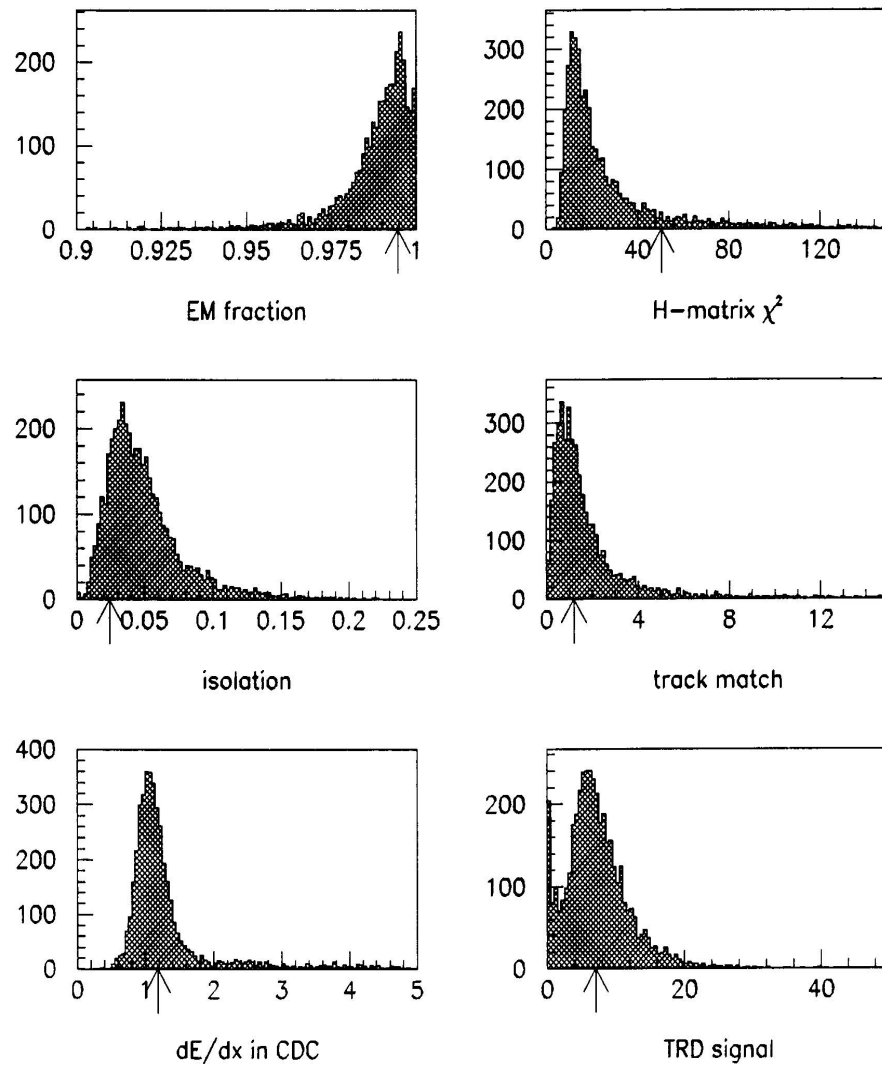 200
100
0
0.9 0.925 0.95 0.975 1
EM fraction
300
200
100
0
0 40 80 120
H-matrix χ²
200
100
0
0 0.05 0.1 0.15 0.2 0.25
isolation
300
200
100
0
0 4 8 12
track match
400
300
200
100
0
0 1 2 3 4 5
dE/dx in CDC
200
100
0
0 20 40
TRD signal